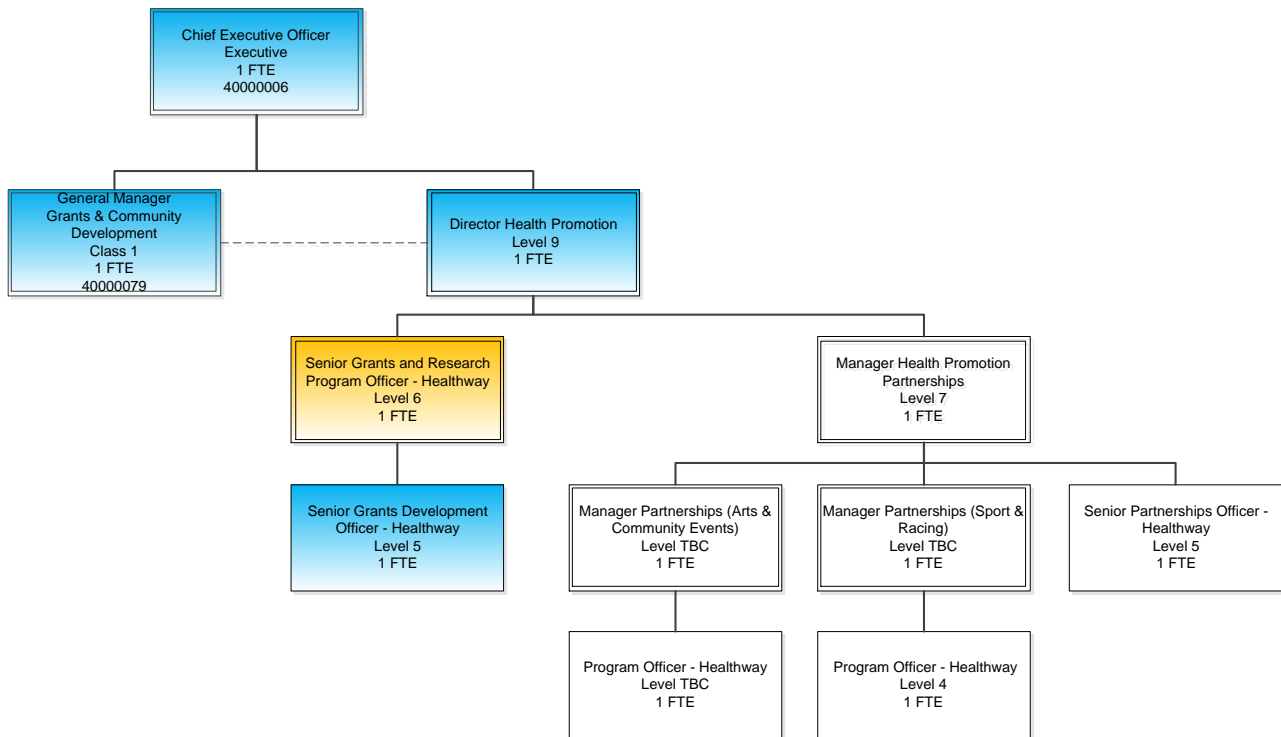 Chief Executive Officer
Executive
1 FTE
40000006
General Manager
Grants & Community
Development
Class 1
1 FTE
40000079
Director Health Promotion
Level 9
1 FTE
Senior Grants and Research
Program Officer - Healthway
Level 6
1 FTE
Manager Health Promotion
Partnerships
Level 7
1 FTE
Senior Grants Development
Officer - Healthway
Level 5
1 FTE
Manager Partnerships (Arts &
Community Events)
Level TBC
1 FTE
Manager Partnerships (Sport &
Racing)
Level TBC
1 FTE
Senior Partnerships Officer -
Healthway
Level 5
1 FTE
Program Officer - Healthway
Level TBC
1 FTE
Program Officer - Healthway
Level 4
1 FTE